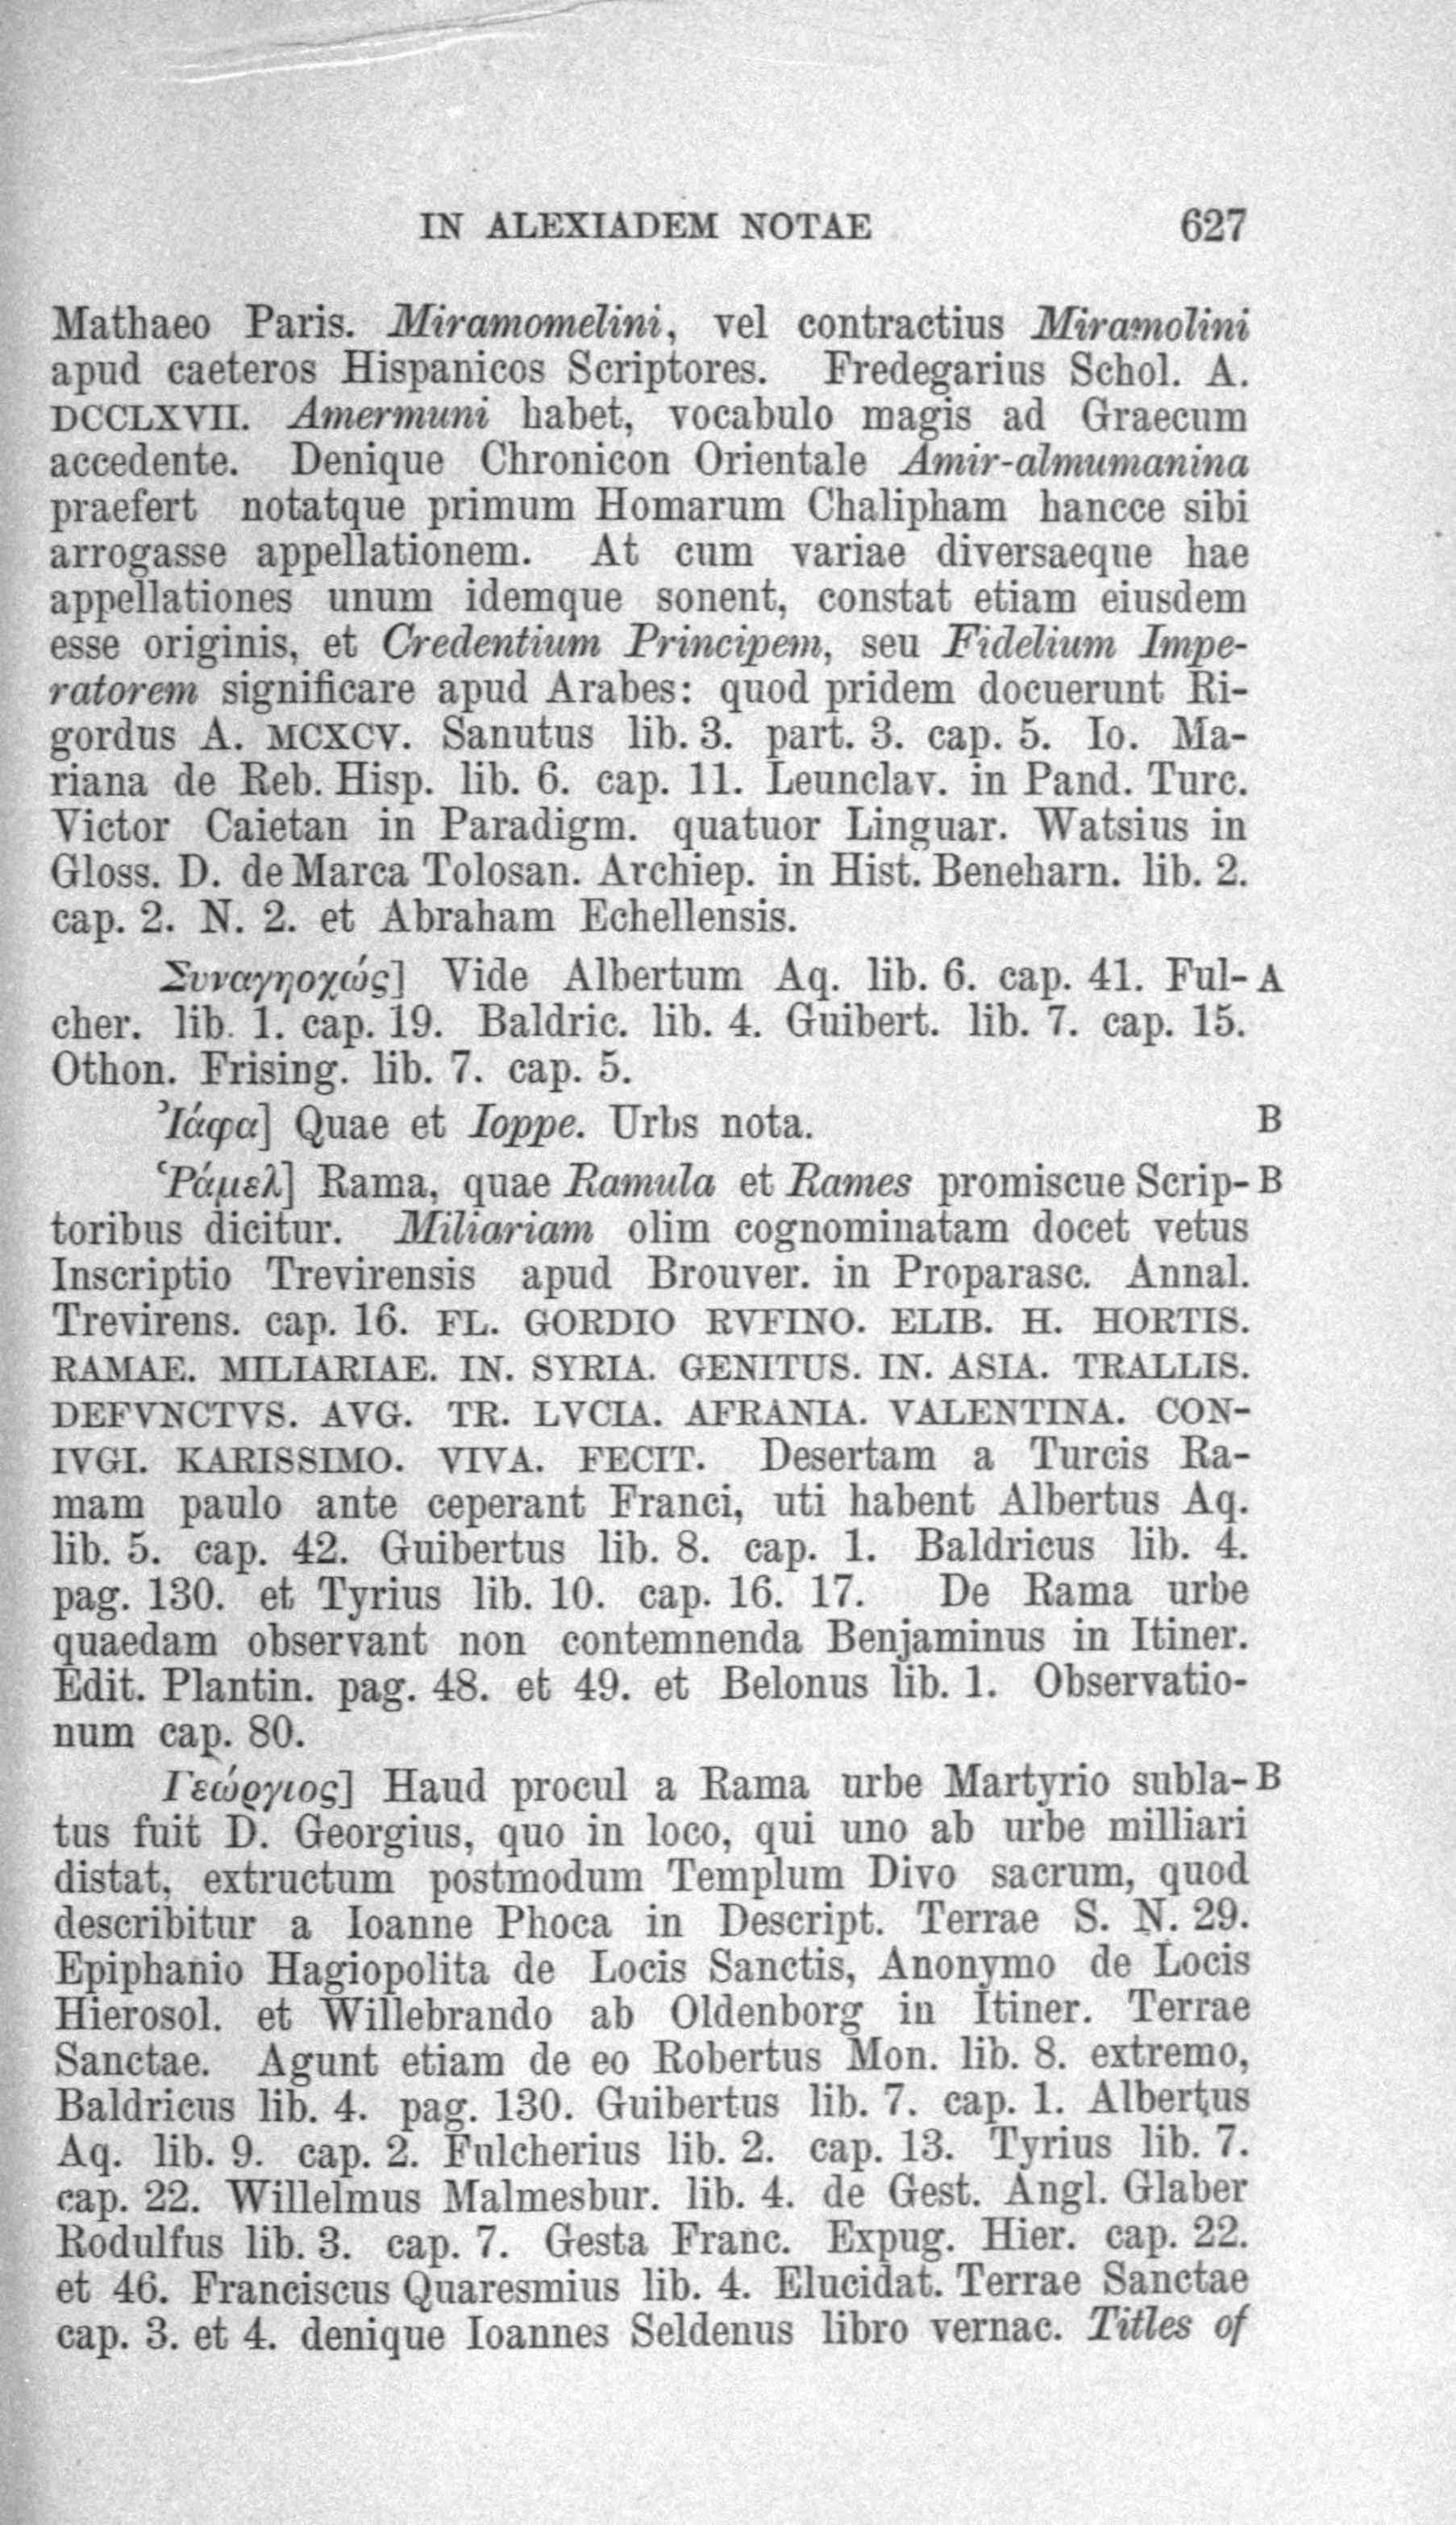 IN ALEXIADEM NOTAE 627
Mathaeo Paris. Miramomelini, vel contractius Miramolini
apud caeteros Hispanicos Scriptores. Fredegarius Schol. A.
DCCLXVII. Amermuni habet, vocabulo magis ad Graecum
accedente. Denique Chronicon Orientale Amir-almumanina
praefert notatque primum Homarum Chalipham hancce sibi
arrogasse appellationem. At cum variae diversaeque hae
appellationes unum idemque sonent, constat etiam eiusdem
esse originis, et Credentium Principem, seu Fidelium Impe-
ratorem significare apud Arabes: quod pridem docuerunt Ri-
gordus A. MCXCV. Sanutus lib. 3. part. 3. cap. 5. Io. Ma-
riana de Reb. Hisp. lib. 6. cap. 11. Leunclav. in Pand. Turc.
Victor Caietan in Paradigm. quatuor Linguar. Watsius in
Gloss. D. de Marca Tolosan. Archiep. in Hist. Beneharn. lib. 2.
cap. 2. N. 2. et Abraham Echellensis.
Συναγηοχώς] Vide Albertum Aq. lib. 6. cap. 41. Ful- A
cher. lib. 1. cap. 19. Baldric. lib. 4. Guibert. lib. 7. cap. 15.
Othon. Frising. lib. 7. cap. 5.
Ἰάφα] Quae et Ioppe. Urbs nota. B
Ῥάμελ] Rama, quae Ramula et Rames promiscue Scrip- B
toribus dicitur. Miliariam olim cognominatam docet vetus
Inscriptio Trevirensis apud Brouver. in Proparasc. Annal.
Trevirens. cap. 16. FL. GORDIO RVFINO. ELIB. H. HORTIS.
RAMAE. MILIARIAE. IN. SYRIA. GENITUS. IN. ASIA. TRALLIS.
DEFVNCTVS. AVG. TR. LVCIA. AFRANIA. VALENTINA. CON-
IVGI. KARISSIMO. VIVA. FECIT. Desertam a Turcis Ra-
mam paulo ante ceperant Franci, uti habent Albertus Aq.
lib. 5. cap. 42. Guibertus lib. 8. cap. 1. Baldricus lib. 4.
pag. 130. et Tyrius lib. 10. cap. 16. 17. De Rama urbe
quaedam observant non contemnenda Benjaminus in Itiner.
Edit. Plantin. pag. 48. et 49. et Belonus lib. 1. Observatio-
num cap. 80.
Γεώργιος] Haud procul a Rama urbe Martyrio subla- B
tus fuit D. Georgius, quo in loco, qui uno ab urbe milliari
distat, extructum postmodum Templum Divo sacrum, quod
describitur a Ioanne Phoca in Descript. Terrae S. N. 29.
Epiphanio Hagiopolita de Locis Sanctis, Anonymo de Locis
Hierosol. et Willebrando ab Oldenborg in Itiner. Terrae
Sanctae. Agunt etiam de eo Robertus Mon. lib. 8. extremo,
Baldricus lib. 4. pag. 130. Guibertus lib. 7. cap. 1. Albertus
Aq. lib. 9. cap. 2. Fulcherius lib. 2. cap. 13. Tyrius lib. 7.
cap. 22. Willelmus Malmesbur. lib. 4. de Gest. Angl. Glaber
Rodulfus lib. 3. cap. 7. Gesta Franc. Expug. Hier. cap. 22.
et 46. Franciscus Quaresmius lib. 4. Elucidat. Terrae Sanctae
cap. 3. et 4. denique Ioannes Seldenus libro vernac. Titles of